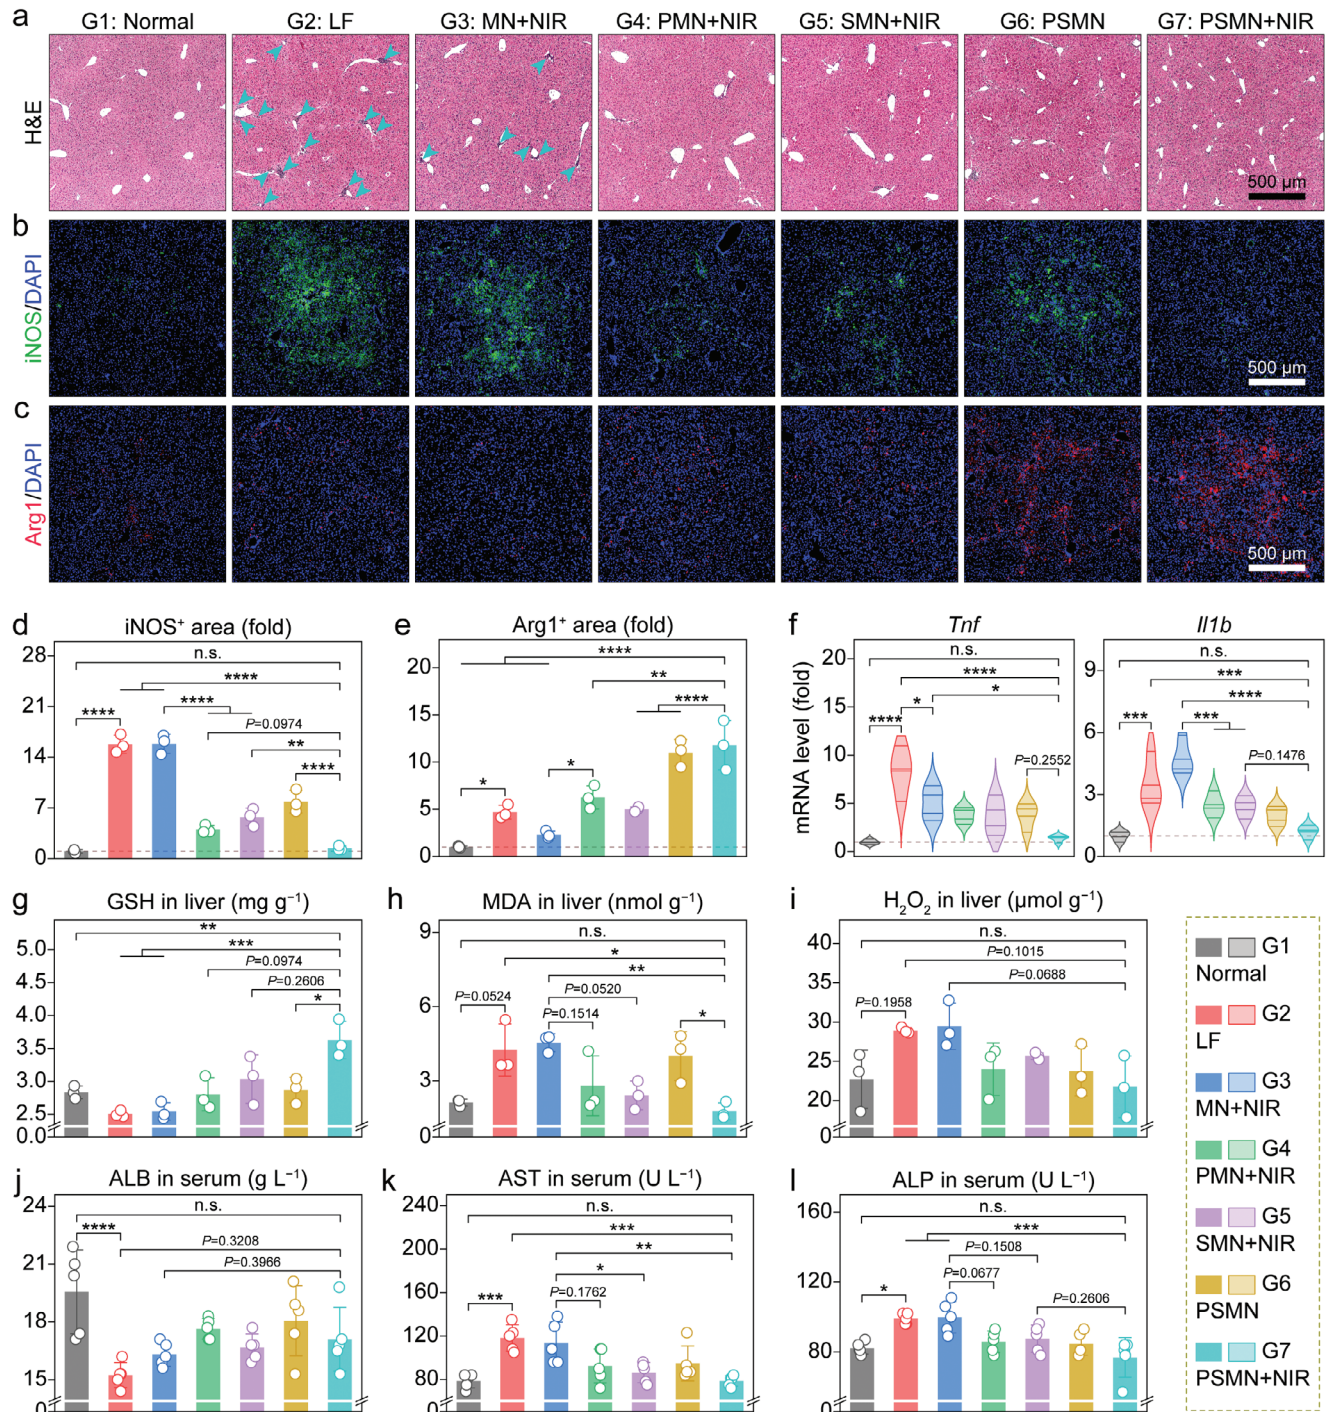 a
G1: Normal
G2: LF
G3: MN+NIR
G4: PMN+NIR
G5: SMN+NIR
G6: PSMN
G7: PSMN+NIR
H&E
500 µm
b
iNOS/DAPI
500 µm
c
Arg1/DAPI
500 µm
d
iNOS⁺ area (fold)
28
21
14
7
0
n.s.
****
****
****
P=0.0974
**
****
e
Arg1⁺ area (fold)
20
15
10
5
0
****
**
****
*
*
f
mRNA level (fold)
Tnf
20
15
10
5
0
n.s.
****
*
*
****
P=0.2552
Il1b
9
6
3
0
n.s.
***
****
***
***
P=0.1476
g
GSH in liver (mg g⁻¹)
5.0
4.5
4.0
3.5
3.0
2.5
0.0
**
***
P=0.0974
P=0.2606
*
h
MDA in liver (nmol g⁻¹)
9
6
3
0
n.s.
*
**
P=0.0524
P=0.0520
P=0.1514
*
i
H₂O₂ in liver (µmol g⁻¹)
40
35
30
25
20
0
n.s.
P=0.1015
P=0.0688
P=0.1958
j
ALB in serum (g L⁻¹)
24
21
18
15
0
n.s.
****
P=0.3208
P=0.3966
k
AST in serum (U L⁻¹)
240
200
160
120
80
0
n.s.
***
**
*
P=0.1762
***
l
ALP in serum (U L⁻¹)
160
120
80
0
n.s.
***
P=0.1508
P=0.0677
*
P=0.2606
G1
Normal
G2
LF
G3
MN+NIR
G4
PMN+NIR
G5
SMN+NIR
G6
PSMN
G7
PSMN+NIR